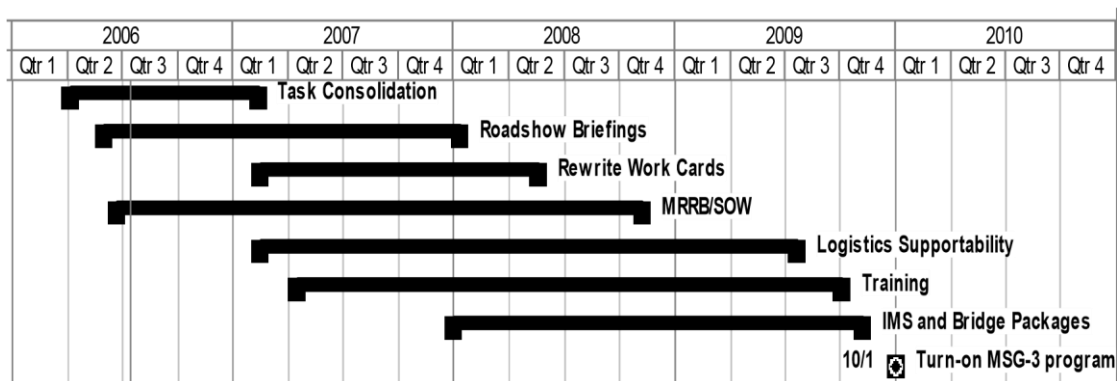 2006 2007 2008 2009 2010
Qtr 1 Qtr 2 Qtr 3 Qtr 4 Qtr 1 Qtr 2 Qtr 3 Qtr 4 Qtr 1 Qtr 2 Qtr 3 Qtr 4 Qtr 1 Qtr 2 Qtr 3 Qtr 4 Qtr 1 Qtr 2 Qtr 3 Qtr 4
Task Consolidation
Roadshow Briefings
Rewrite Work Cards
MRRB/SOW
Logistics Supportability
Training
IMS and Bridge Packages
10/1 Turn-on MSG-3 program